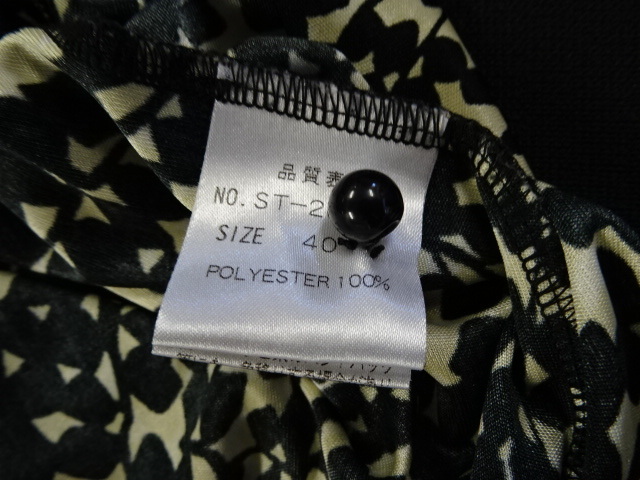 品質表
NO. ST-2
SIZE 40
POLYESTER 100%